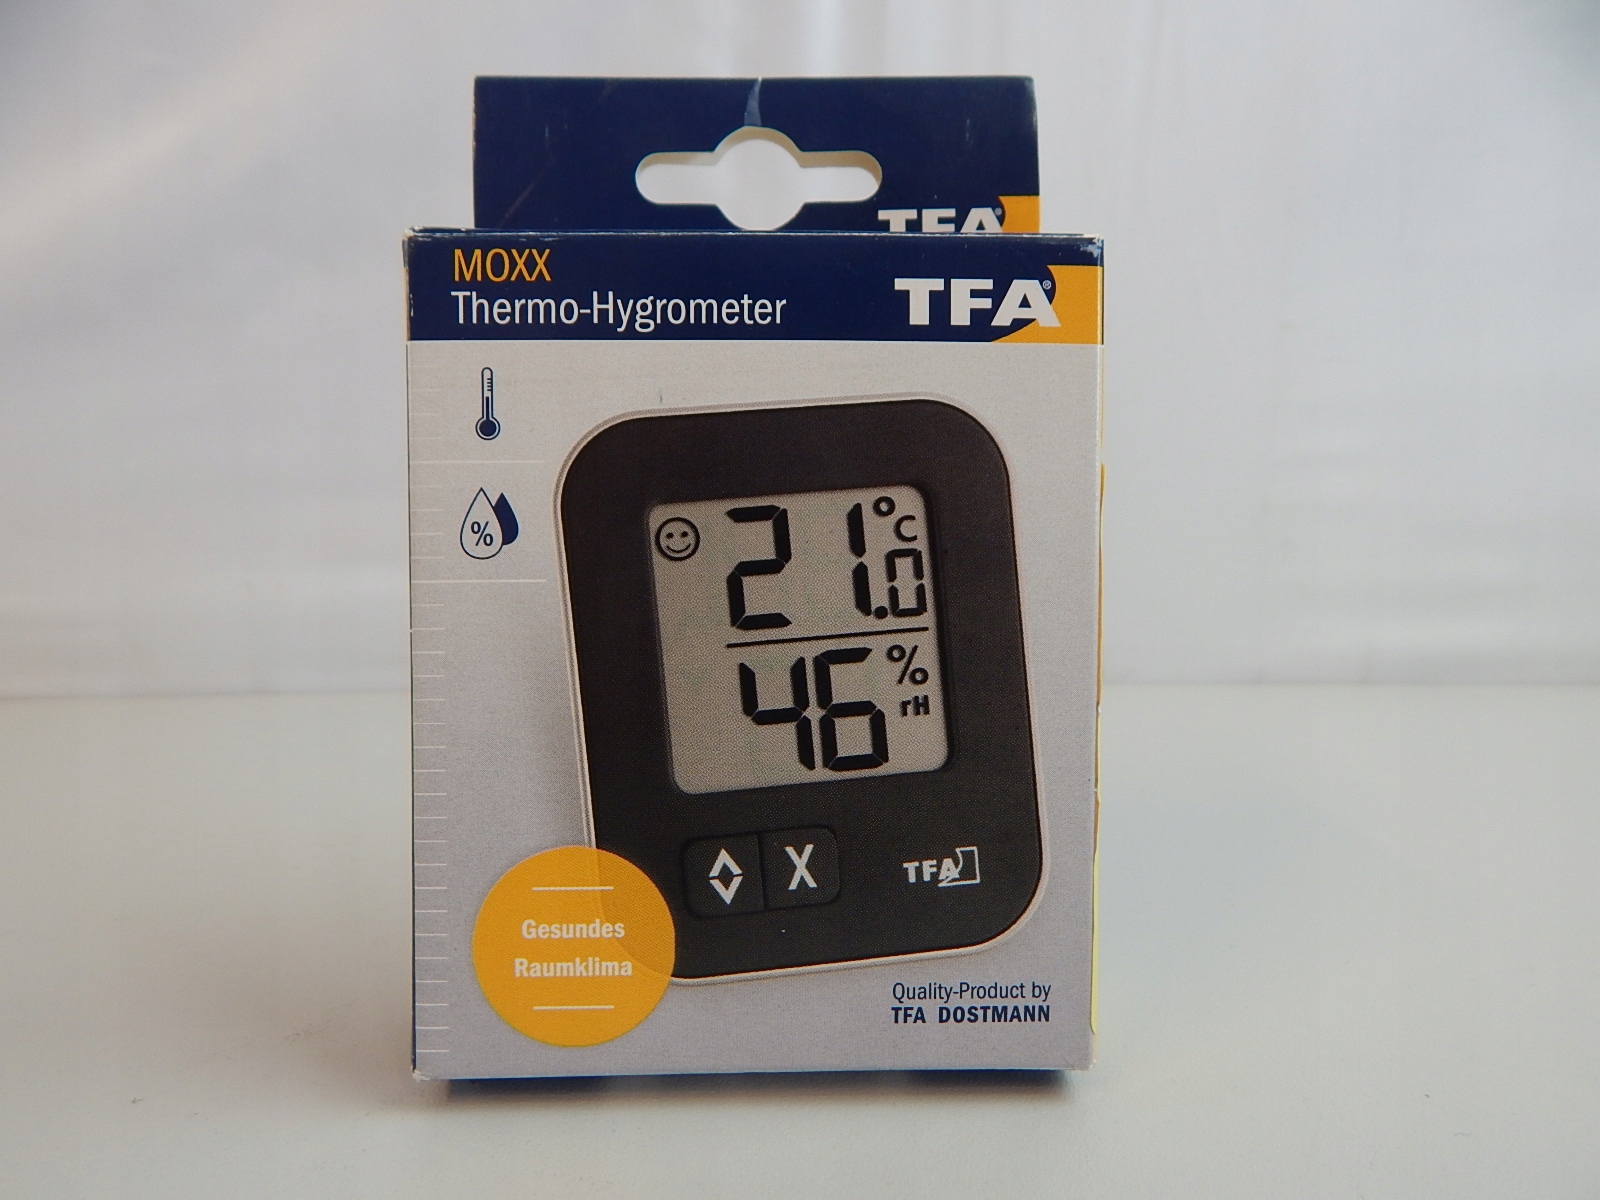 TFA®
MOXX
Thermo-Hygrometer
TFA®
%
21.0 °C
46 % rH
X
TFA
Gesundes
Raumklima
Quality-Product by
TFA DOSTMANN